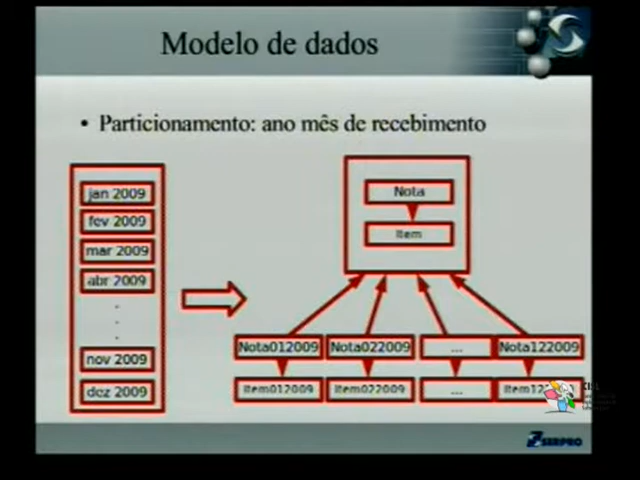 Modelo de dados
• Particionamento: ano mês de recebimento
jan 2009
fev 2009
mar 2009
abr 2009
.
.
.
nov 2009
dez 2009
Nota
Item
Nota012009 Nota022009 ... Nota122009
Item012009 Item022009 ...
SERPRO